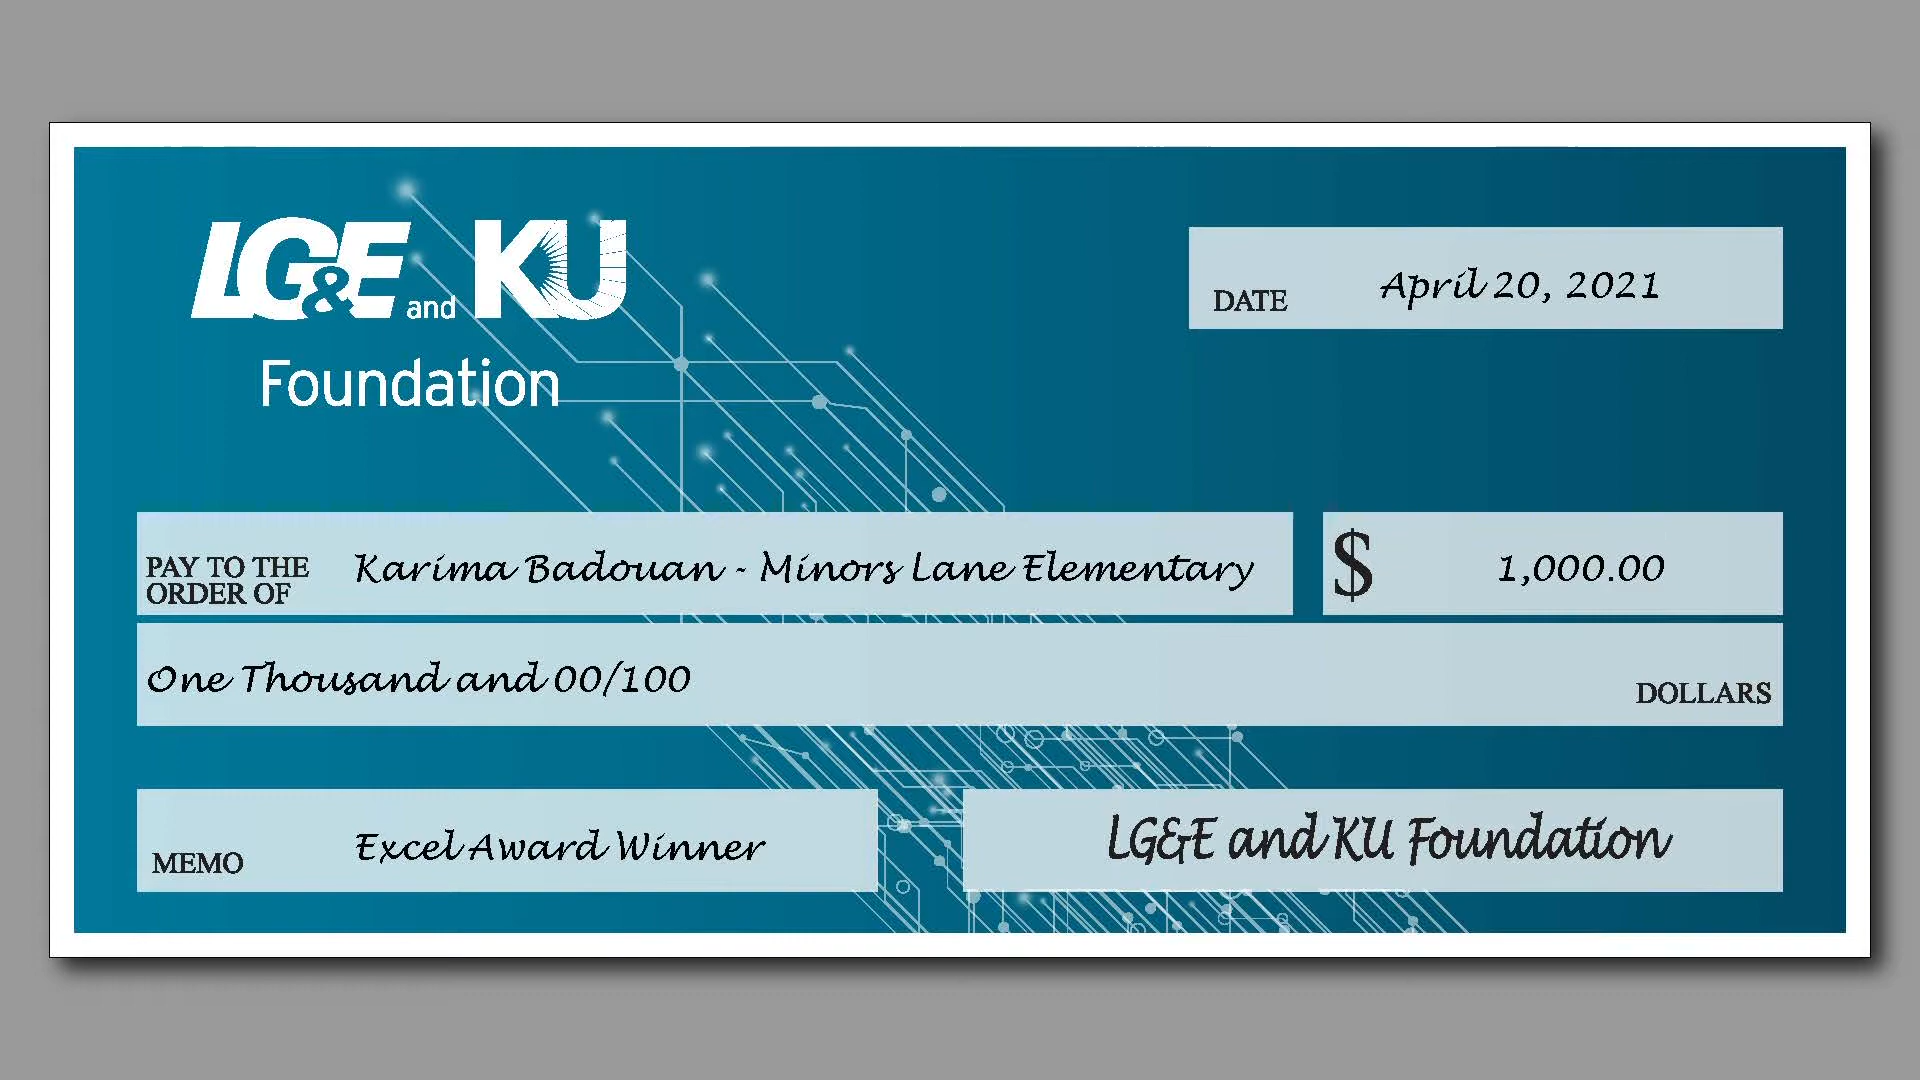 LG&E and KU
Foundation
DATE April 20, 2021
PAY TO THE
ORDER OF Karima Badouan - Minors Lane Elementary $ 1,000.00
One Thousand and 00/100 DOLLARS
MEMO Excel Award Winner LG&E and KU Foundation